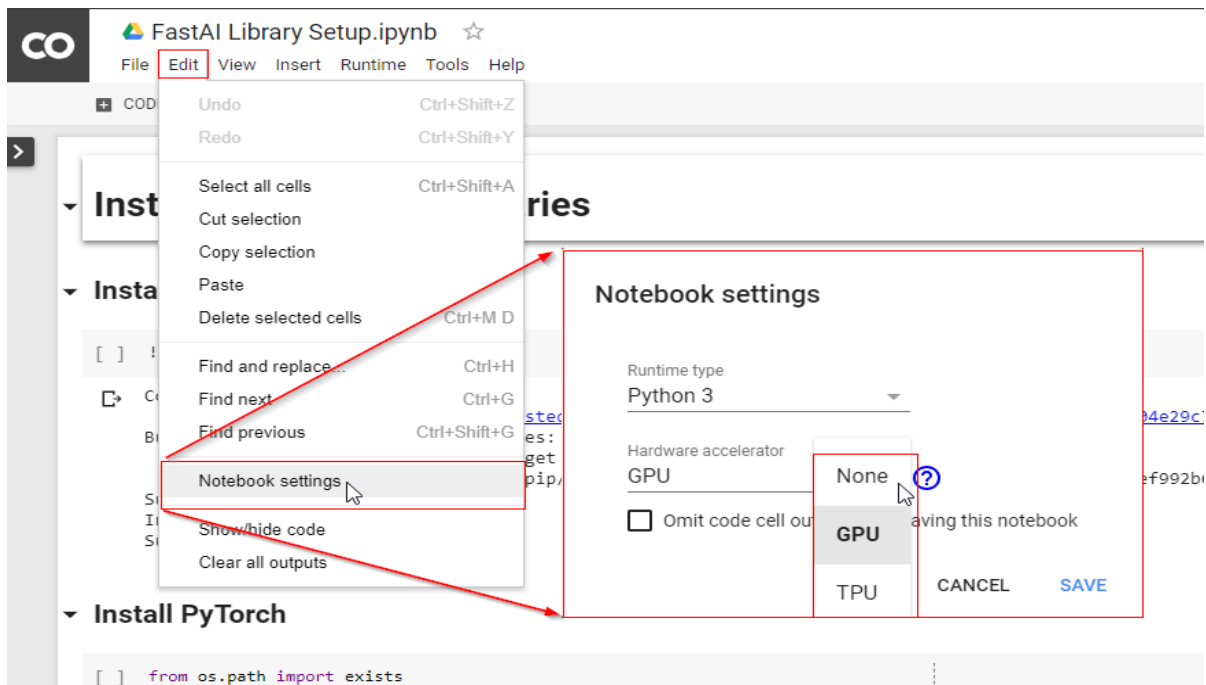 CO
FastAI Library Setup.ipynb
File Edit View Insert Runtime Tools Help
COD
Undo Ctrl+Shift+Z
Redo Ctrl+Shift+Y
Select all cells Ctrl+Shift+A
Inst ries
Cut selection
Copy selection
Paste
Insta
Delete selected cells Ctrl+M D
Find and replace... Ctrl+H
Find next Ctrl+G
Find previous Ctrl+Shift+G
Notebook settings
Show/hide code
Clear all outputs
Notebook settings
Runtime type
Python 3
Hardware accelerator
GPU
None
GPU
TPU
Omit code cell ou aving this notebook
CANCEL SAVE
Install PyTorch
[ ] from os.path import exists